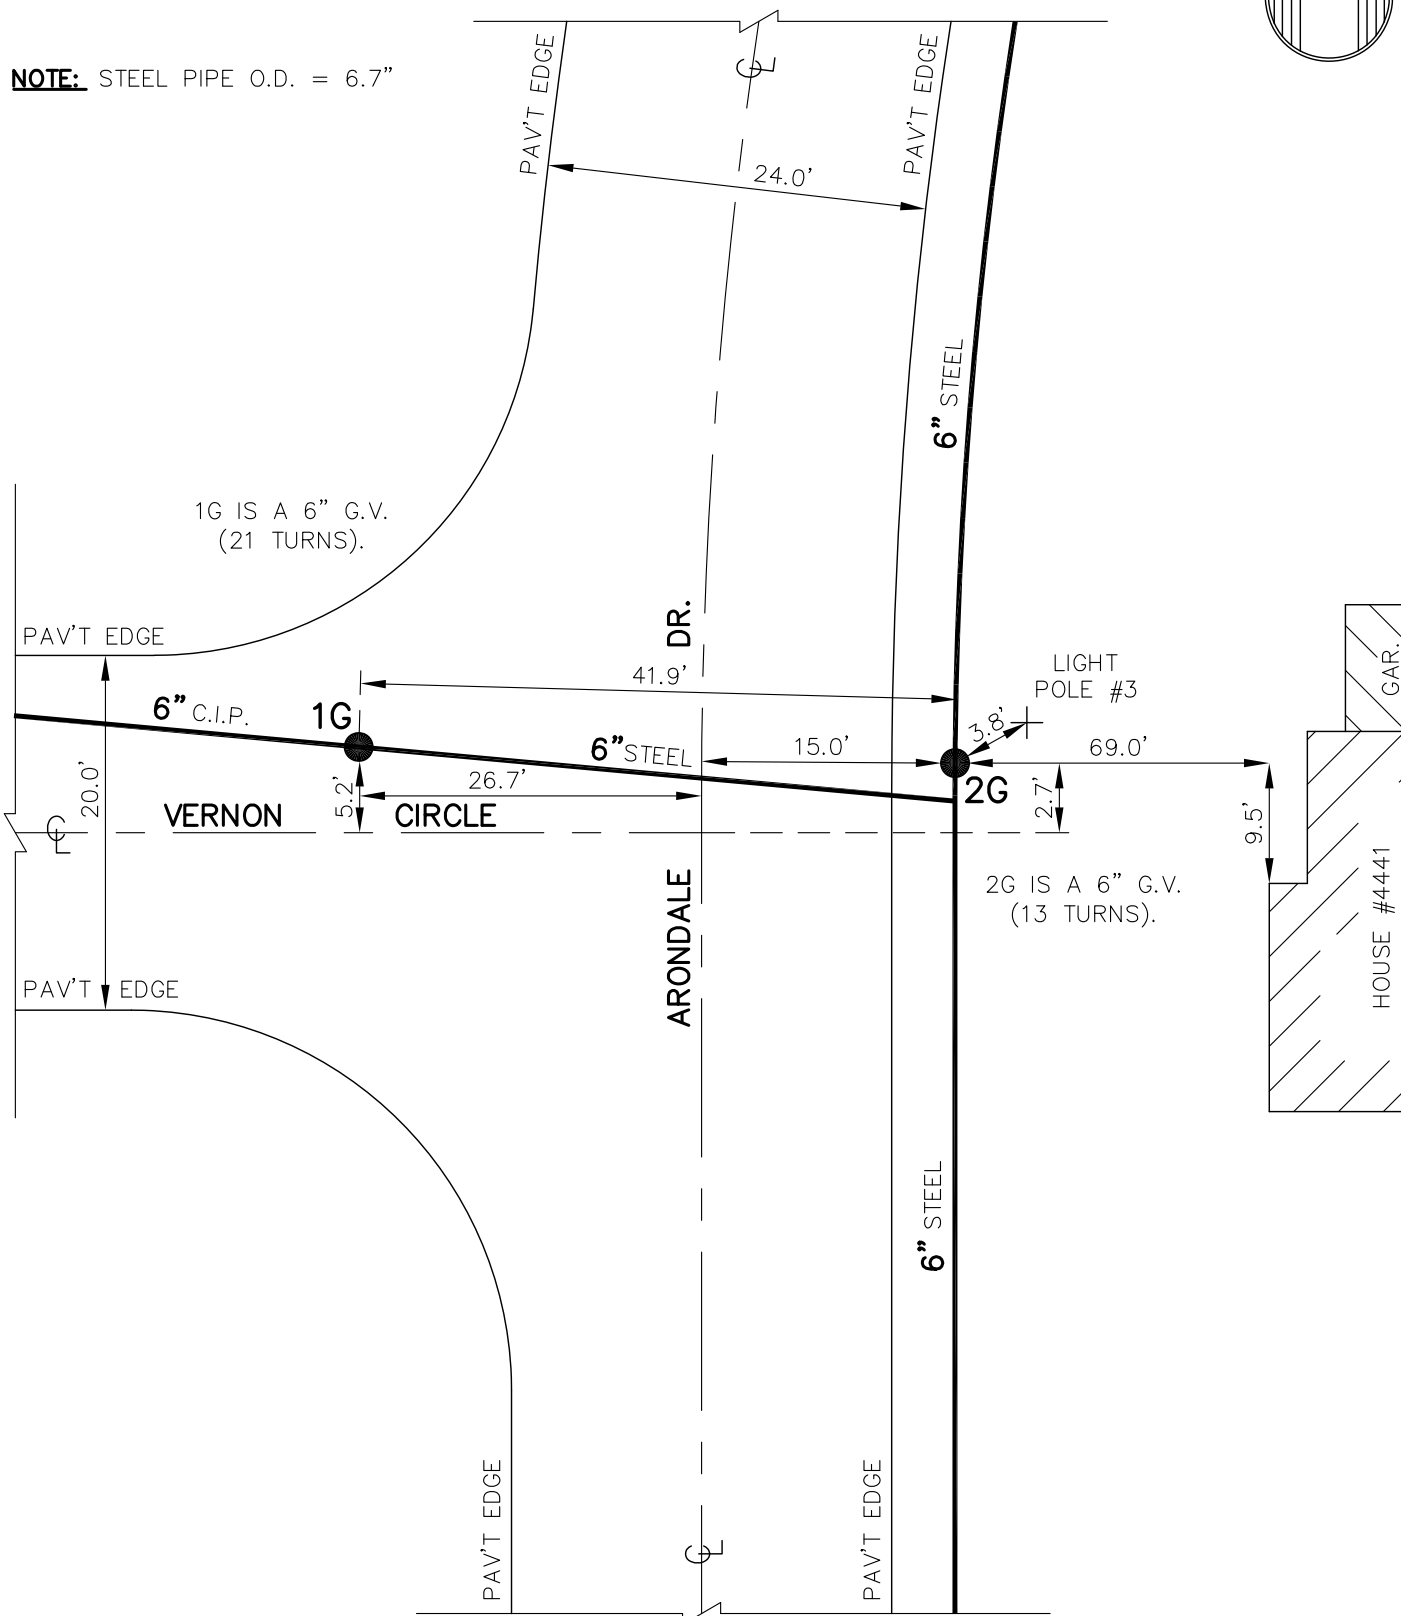 NOTE: STEEL PIPE O.D. = 6.7"
PAV'T EDGE
℄
PAV'T EDGE
24.0'
6" STEEL
1G IS A 6" G.V.
(21 TURNS).
PAV'T EDGE
DR.
41.9'
LIGHT
POLE #3
GAR.
6" C.I.P.
1G
6" STEEL
15.0'
3.8'
69.0'
20.0'
5.2'
26.7'
2G
2.7'
9.5'
VERNON CIRCLE
℄
ARONDALE
2G IS A 6" G.V.
(13 TURNS).
HOUSE #4441
PAV'T EDGE
6" STEEL
PAV'T EDGE
℄
PAV'T EDGE